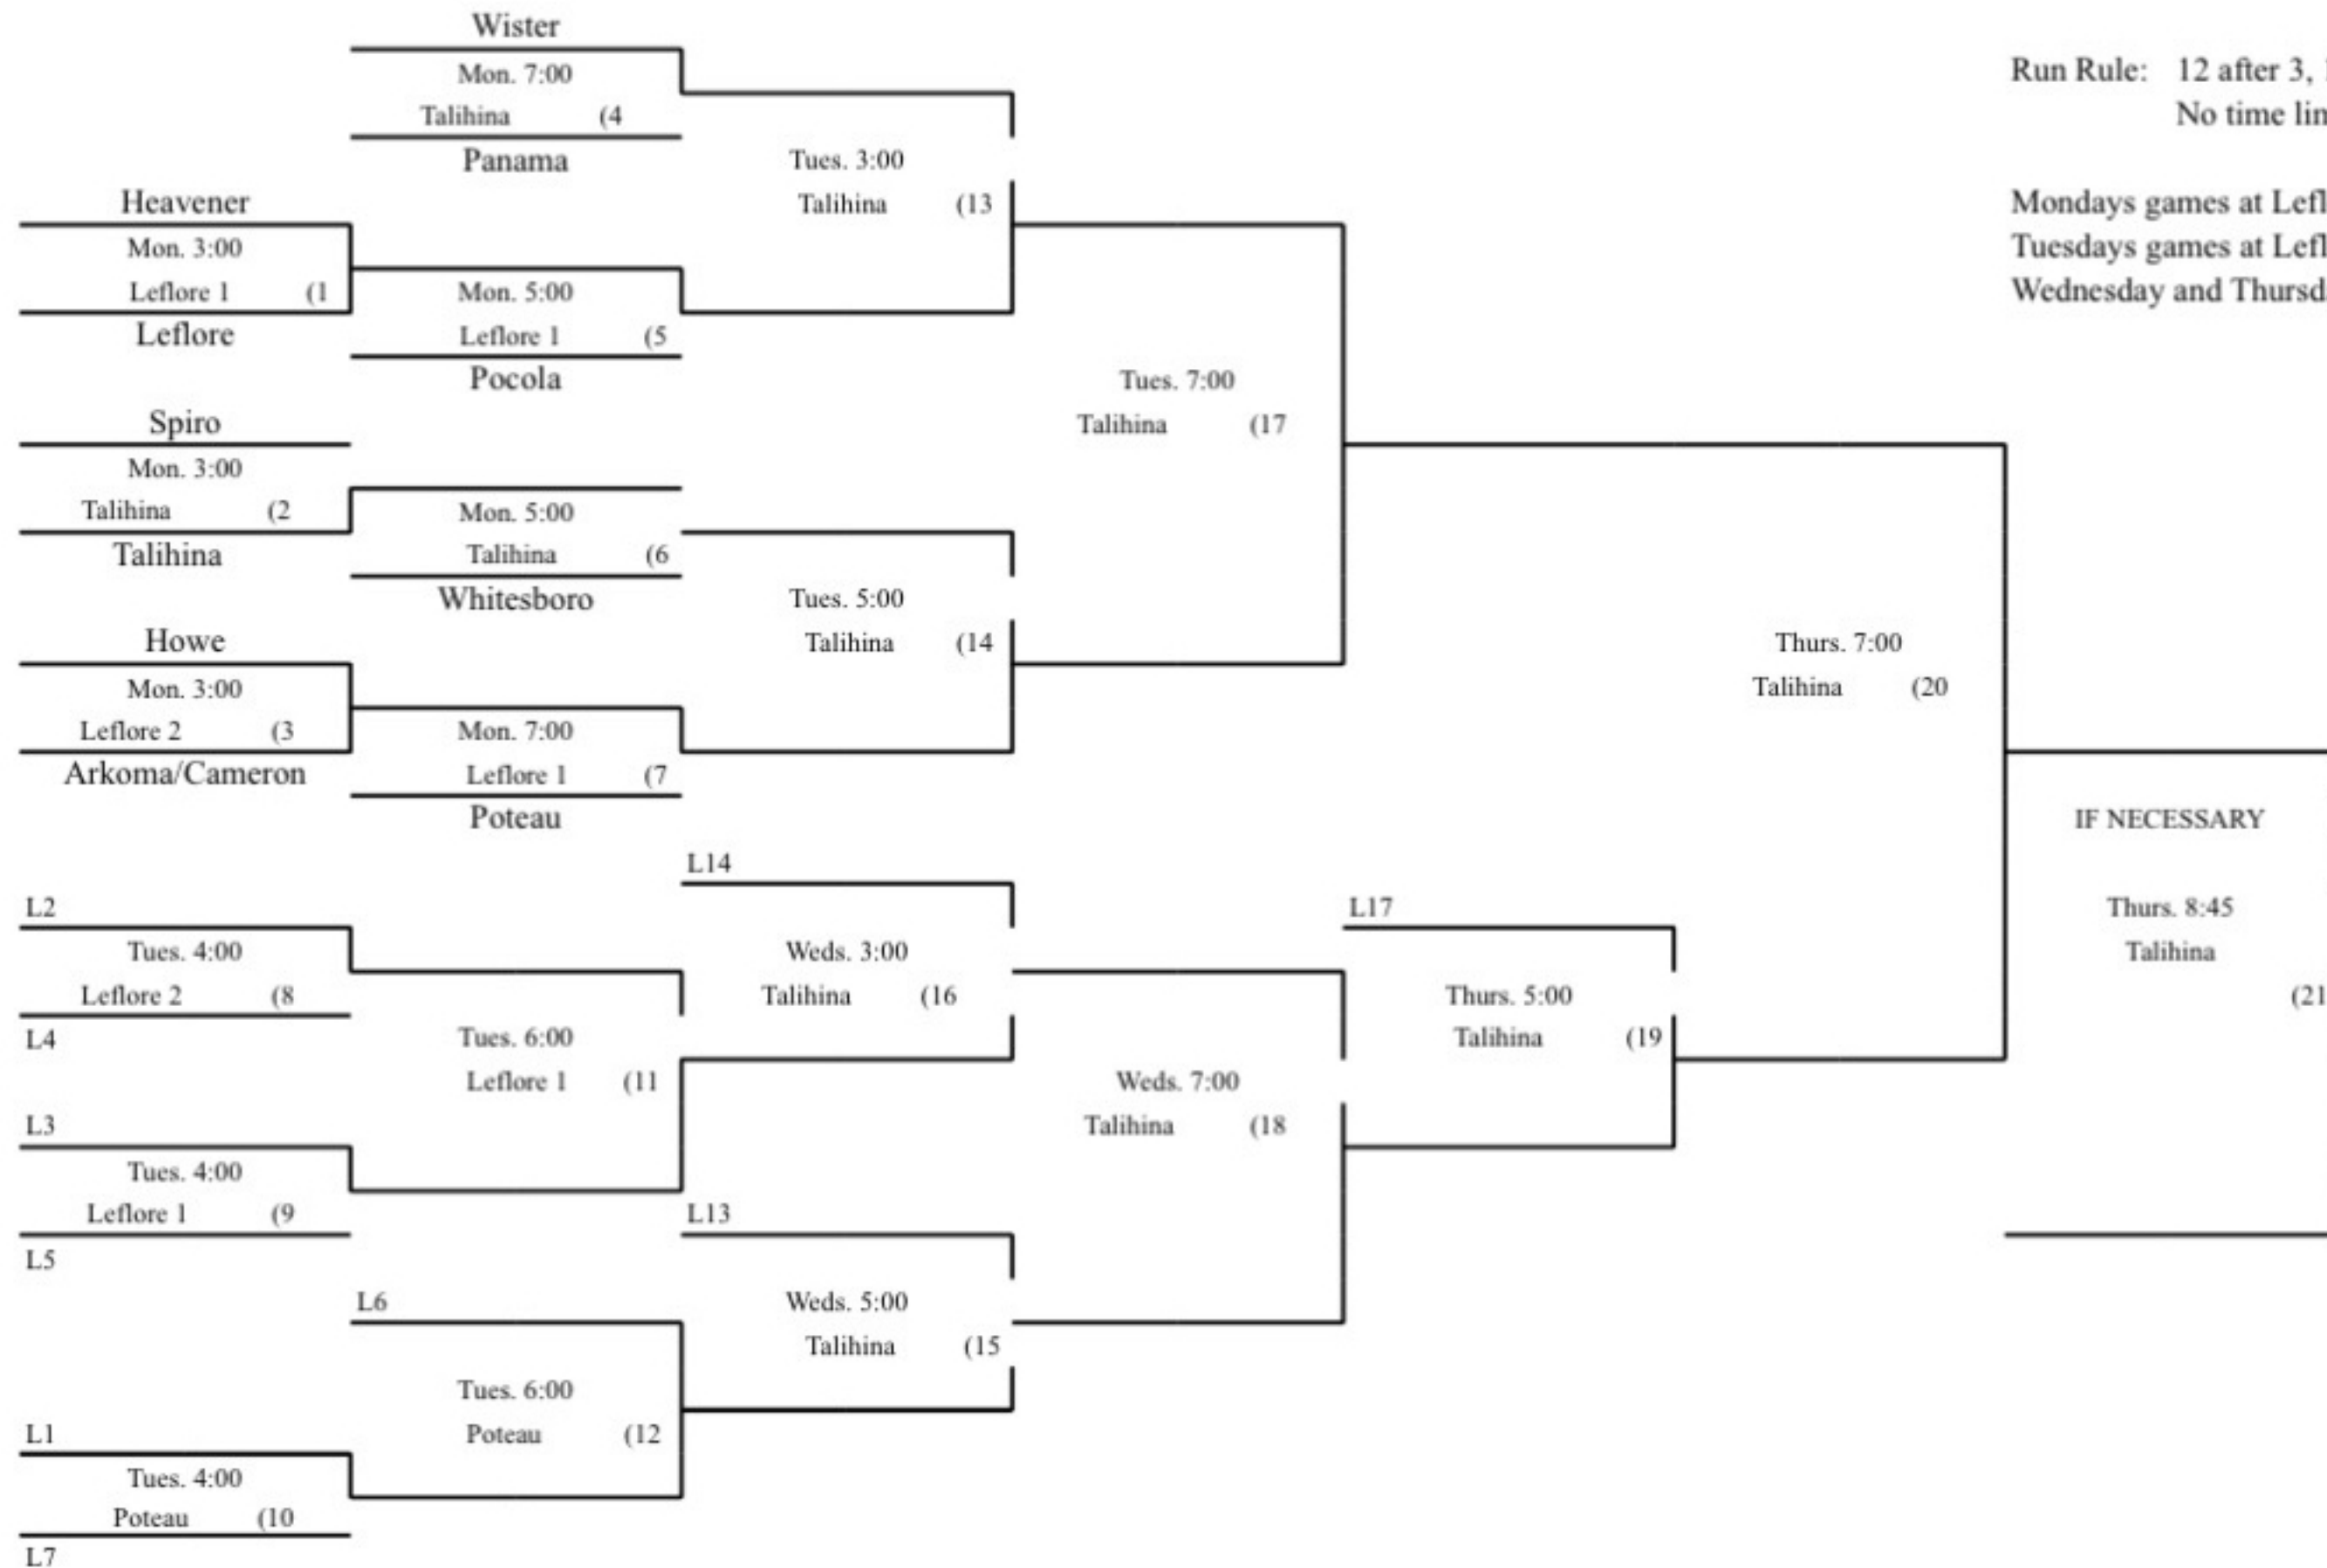 Wister
Mon. 7:00
Talihina (4
Panama
Heavener
Mon. 3:00
Leflore 1 (1
Leflore
Mon. 5:00
Leflore 1 (5
Pocola
Tues. 3:00
Talihina (13
Spiro
Mon. 3:00
Talihina (2
Talihina
Mon. 5:00
Talihina (6
Whitesboro
Howe
Mon. 3:00
Leflore 2 (3
Arkoma/Cameron
Mon. 7:00
Leflore 1 (7
Poteau
Tues. 5:00
Talihina (14
Tues. 7:00
Talihina (17
Run Rule: 12 after 3,
No time
Mondays games at
Tuesdays games at
Wednesday and
Thurs. 7:00
Talihina (20
IF NECESSARY
Thurs. 8:45
Talihina
(21
L2
Tues. 4:00
Leflore 2 (8
L4
L3
Tues. 4:00
Leflore 1 (9
L5
Tues. 6:00
Leflore 1 (11
L14
Weds. 3:00
Talihina (16
L6
Tues. 6:00
Poteau (12
L1
Tues. 4:00
Poteau (10
L7
L13
Weds. 5:00
Talihina (15
Weds. 7:00
Talihina (18
L17
Thurs. 5:00
Talihina (19